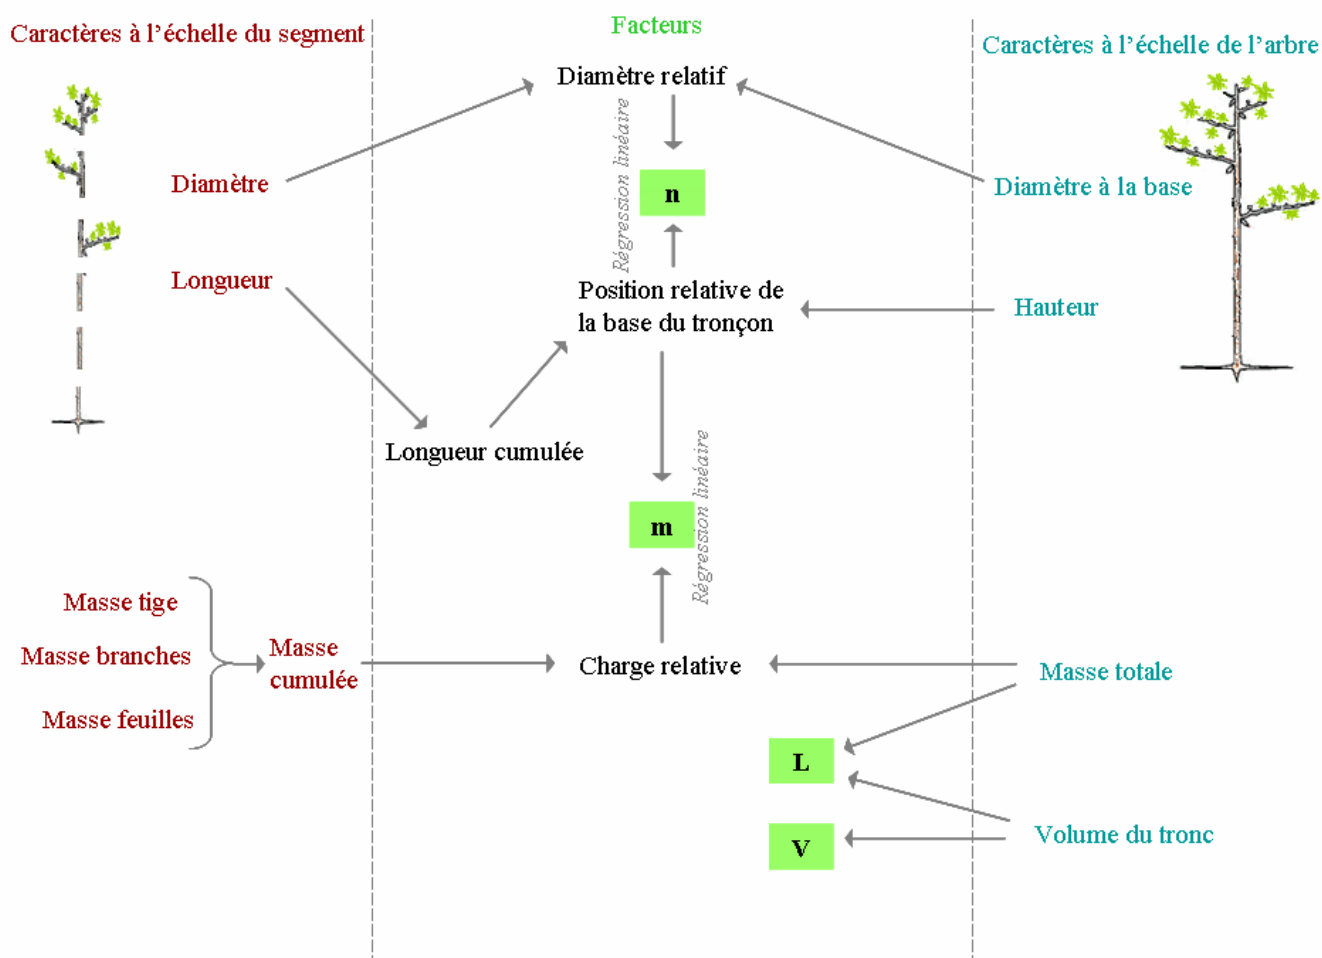 Caractères à l'échelle du segment
Facteurs
Caractères à l'échelle de l'arbre
Diamètre relatif
Régression linéaire
Diamètre
n
Diamètre à la base
Longueur
Position relative de
la base du tronçon
Hauteur
Longueur cumulée
Régression linéaire
m
Masse tige
Masse branches
Masse feuilles
Masse
cumulée
Charge relative
Masse totale
L
Volume du tronc
V